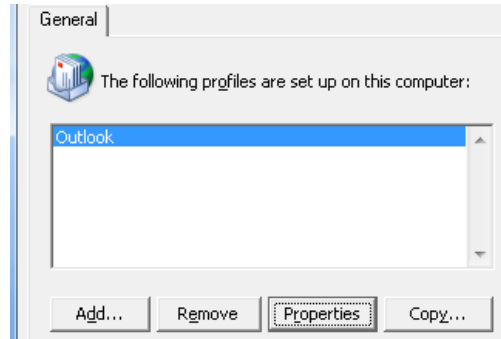 General
The following profiles are set up on this computer:
Outlook
Add... Remove Properties Copy...